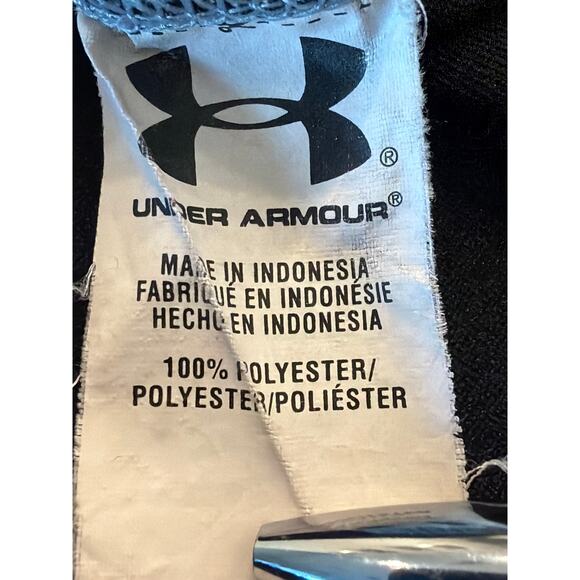 ®
UNDER ARMOUR®
MADE IN INDONESIA
FABRIQUÉ EN INDONÉSIE
HECHO EN INDONESIA
100% POLYESTER/
POLYESTER/POLIÉSTER